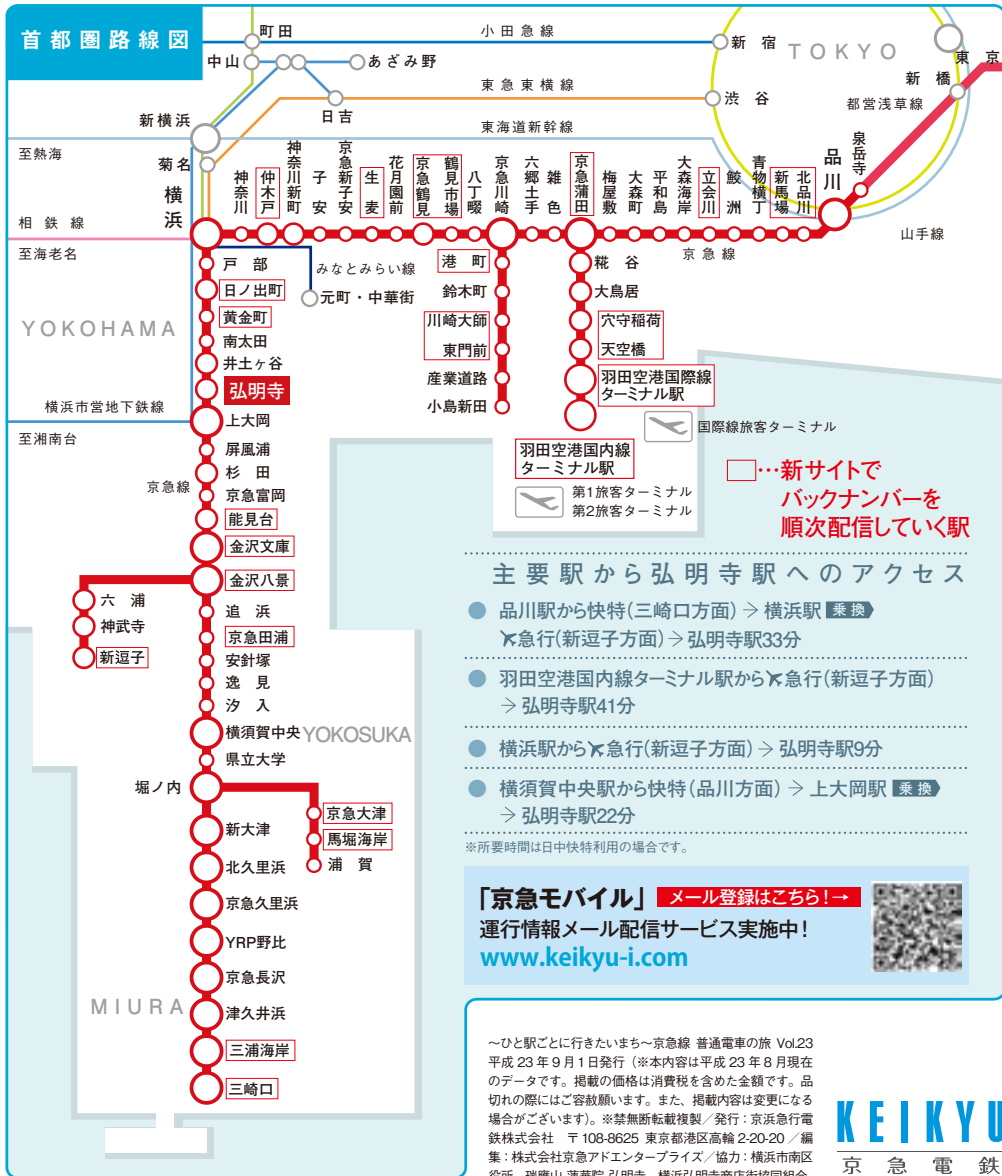 首都圏路線図
町田
小田急線
新宿
TOKYO
東京
中山
あざみ野
新橋
東急東横線
渋谷
都営浅草線
日吉
新横浜
東海道新幹線
至熱海
菊名
泉岳寺
横浜
神奈川
仲木戸
神奈川新町
子安
京急新子安
生麦
花月園前
京急鶴見
鶴見市場
八丁畷
京急川崎
六郷土手
雑色
京急蒲田
梅屋敷
大森町
平和島
大森海岸
立会川
鮫洲
青物横丁
新馬場
北品川
品川
相鉄線
山手線
至海老名
京急線
戸部
みなとみらい線
港町
糀谷
日ノ出町
元町・中華街
鈴木町
大鳥居
YOKOHAMA
黄金町
川崎大師
穴守稲荷
南太田
東門前
天空橋
井土ヶ谷
産業道路
羽田空港国際線
ターミナル駅
弘明寺
小島新田
横浜市営地下鉄線
上大岡
国際線旅客ターミナル
至湘南台
屏風浦
羽田空港国内線
ターミナル駅
杉田
京急線
京急富岡
第1旅客ターミナル
第2旅客ターミナル
…新サイトで
バックナンバーを
順次配信していく駅
能見台
金沢文庫
金沢八景
六浦
追浜
神武寺
京急田浦
新逗子
安針塚
逸見
汐入
横須賀中央
YOKOSUKA
県立大学
堀ノ内
京急大津
新大津
馬堀海岸
北久里浜
浦賀
京急久里浜
YRP野比
京急長沢
MIURA
津久井浜
三浦海岸
三崎口
主要駅から弘明寺駅へのアクセス
● 品川駅から快特(三崎口方面)→横浜駅 乗換
急行(新逗子方面)→弘明寺駅33分
● 羽田空港国内線ターミナル駅から急行(新逗子方面)
→弘明寺駅41分
● 横浜駅から急行(新逗子方面)→弘明寺駅9分
● 横須賀中央駅から快特(品川方面)→上大岡駅 乗換
→弘明寺駅22分
※所要時間は日中快特利用の場合です。
「京急モバイル」 メール登録はこちら!→
運行情報メール配信サービス実施中!
www.keikyu-i.com
~ひと駅ごとに行きたいまち~京急線 普通電車の旅 Vol.23
平成23年9月1日発行(※本内容は平成23年8月現在
のデータです。掲載の価格は消費税を含めた金額です。品
切れの際にはご容赦願います。また、掲載内容は変更になる
場合がございます)。※禁無断転載複製/発行:京浜急行電
鉄株式会社 〒108-8625 東京都港区高輪2-20-20/編
集:株式会社京急アドエンタープライズ/協力:横浜市南区
役所、瑞應山 蓮華院 弘明寺、横浜弘明寺商店街協同組合
KEIKYU
京急電鉄